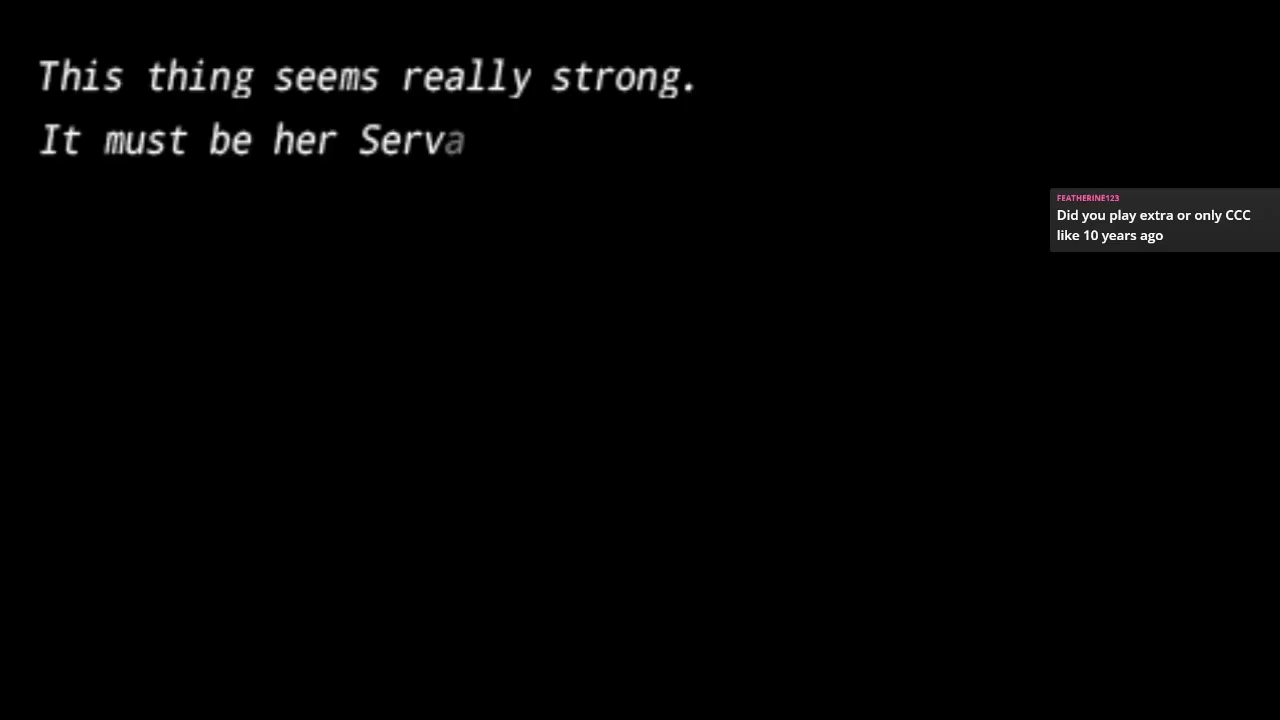 This thing seems really strong.
It must be her Serva
FEATHERINE123
Did you play extra or only CCC
like 10 years ago